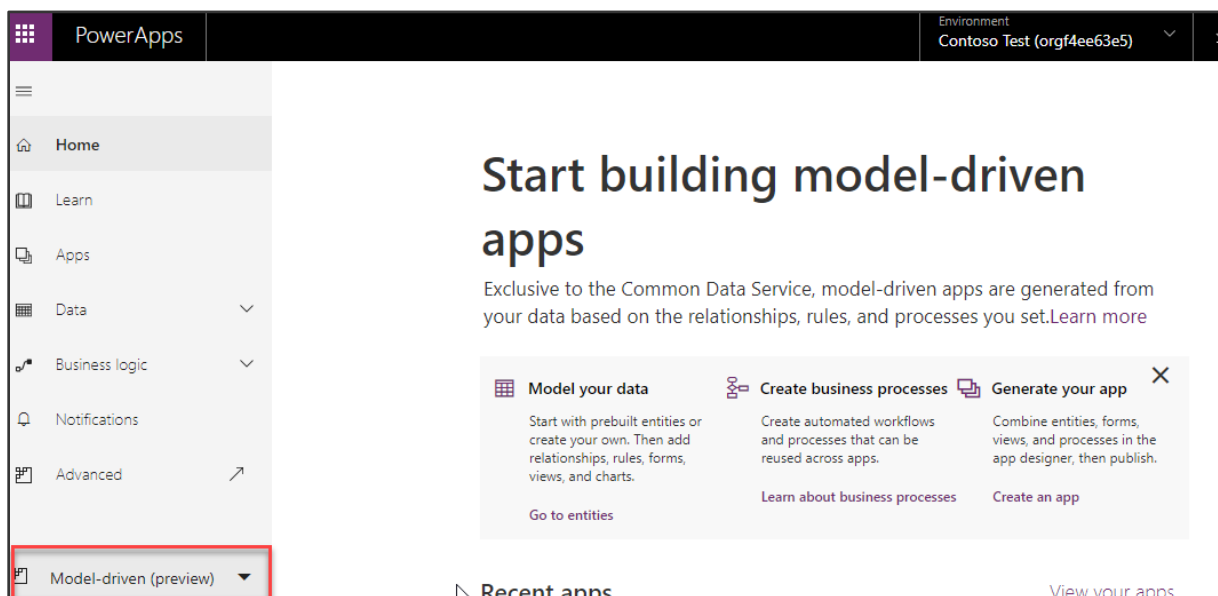 PowerApps
Environment
Contoso Test (orgf4ee63e5)
Home
Learn
Apps
Data
Business logic
Notifications
Advanced
Model-driven (preview)
Start building model-driven
apps
Exclusive to the Common Data Service, model-driven apps are generated from
your data based on the relationships, rules, and processes you set.Learn more
Model your data
Start with prebuilt entities or
create your own. Then add
relationships, rules, forms,
views, and charts.
Go to entities
Create business processes
Create automated workflows
and processes that can be
reused across apps.
Learn about business processes
Generate your app
Combine entities, forms,
views, and processes in the
app designer, then publish.
Create an app
Recent apps
View your apps